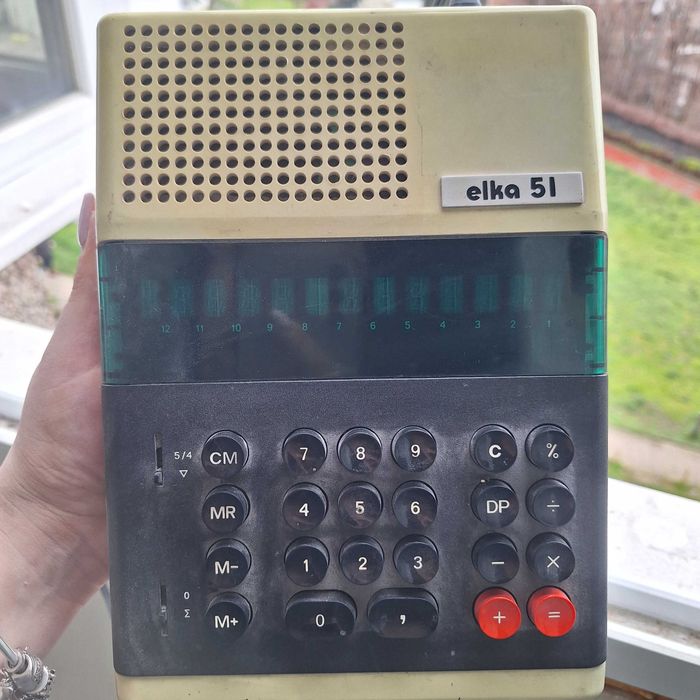 elka 51
12 11 10 9 8 7 6 5 4 3 2 1
5/4 CM 7 8 9 C %
▽
MR 4 5 6 DP ÷
M- 1 2 3 - ×
0
Σ M+ 0 , + =